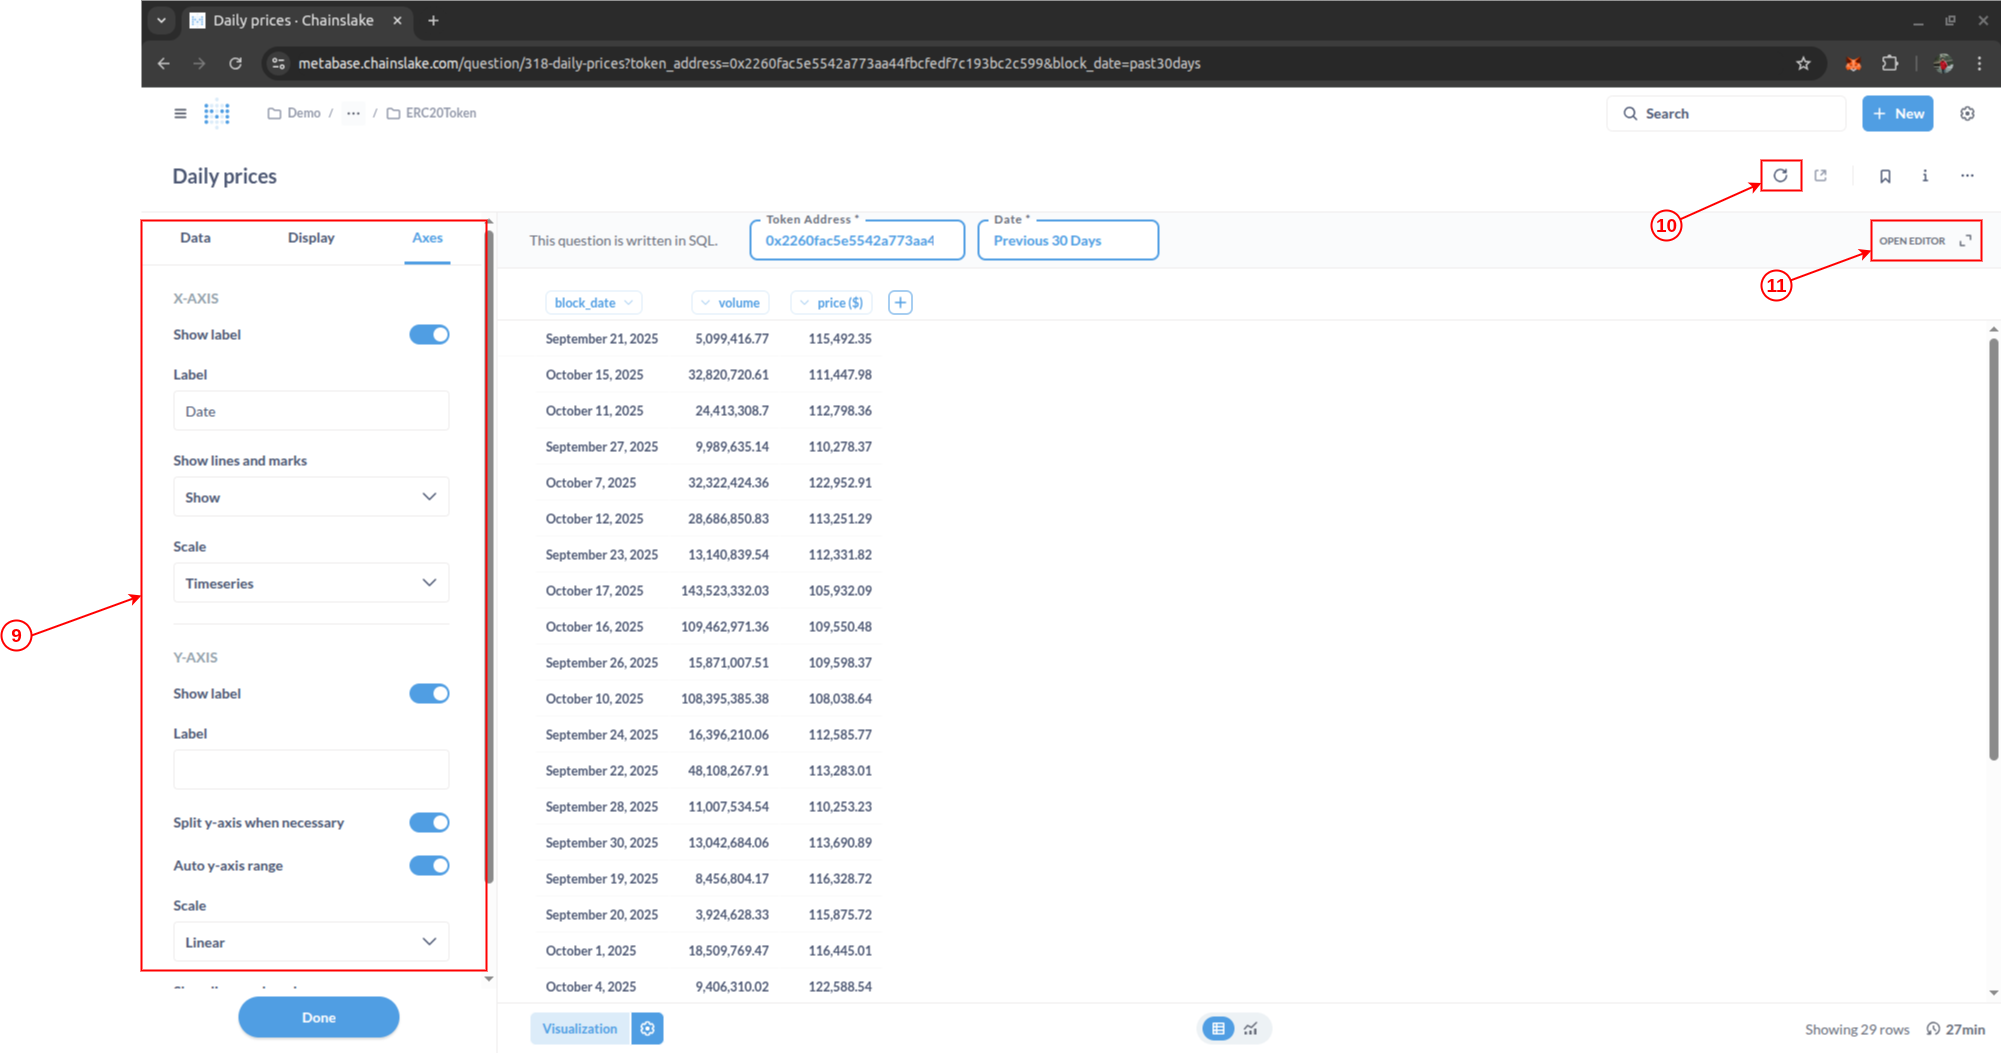 Daily prices · Chainslake
metabase.chainslake.com/question/318-daily-prices?token_address=0x2260fac5e5542a773aa44fbcfedf7c193bc2c599&block_date=past30days
Demo / ... / ERC20Token
Search
+ New
Daily prices
10
11
9
Data Display Axes
X-AXIS
Show label
Label
Date
Show lines and marks
Show
Scale
Timeseries
Y-AXIS
Show label
Label
Split y-axis when necessary
Auto y-axis range
Scale
Linear
Done
This question is written in SQL.
Token Address *
0x2260fac5e5542a773aa4
Date *
Previous 30 Days
OPEN EDITOR
block_date volume price ($)
September 21, 2025 5,099,416.77 115,492.35
October 15, 2025 32,820,720.61 111,447.98
October 11, 2025 24,413,308.7 112,798.36
September 27, 2025 9,989,635.14 110,278.37
October 7, 2025 32,322,424.36 122,952.91
October 12, 2025 28,686,850.83 113,251.29
September 23, 2025 13,140,839.54 112,331.82
October 17, 2025 143,523,332.03 105,932.09
October 16, 2025 109,462,971.36 109,550.48
September 26, 2025 15,871,007.51 109,598.37
October 10, 2025 108,395,385.38 108,038.64
September 24, 2025 16,396,210.06 112,585.77
September 22, 2025 48,108,267.91 113,283.01
September 28, 2025 11,007,534.54 110,253.23
September 30, 2025 13,042,684.06 113,690.89
September 19, 2025 8,456,804.17 116,328.72
September 20, 2025 3,924,628.33 115,875.72
October 1, 2025 18,509,769.47 116,445.01
October 4, 2025 9,406,310.02 122,588.54
Visualization
Showing 29 rows
27min